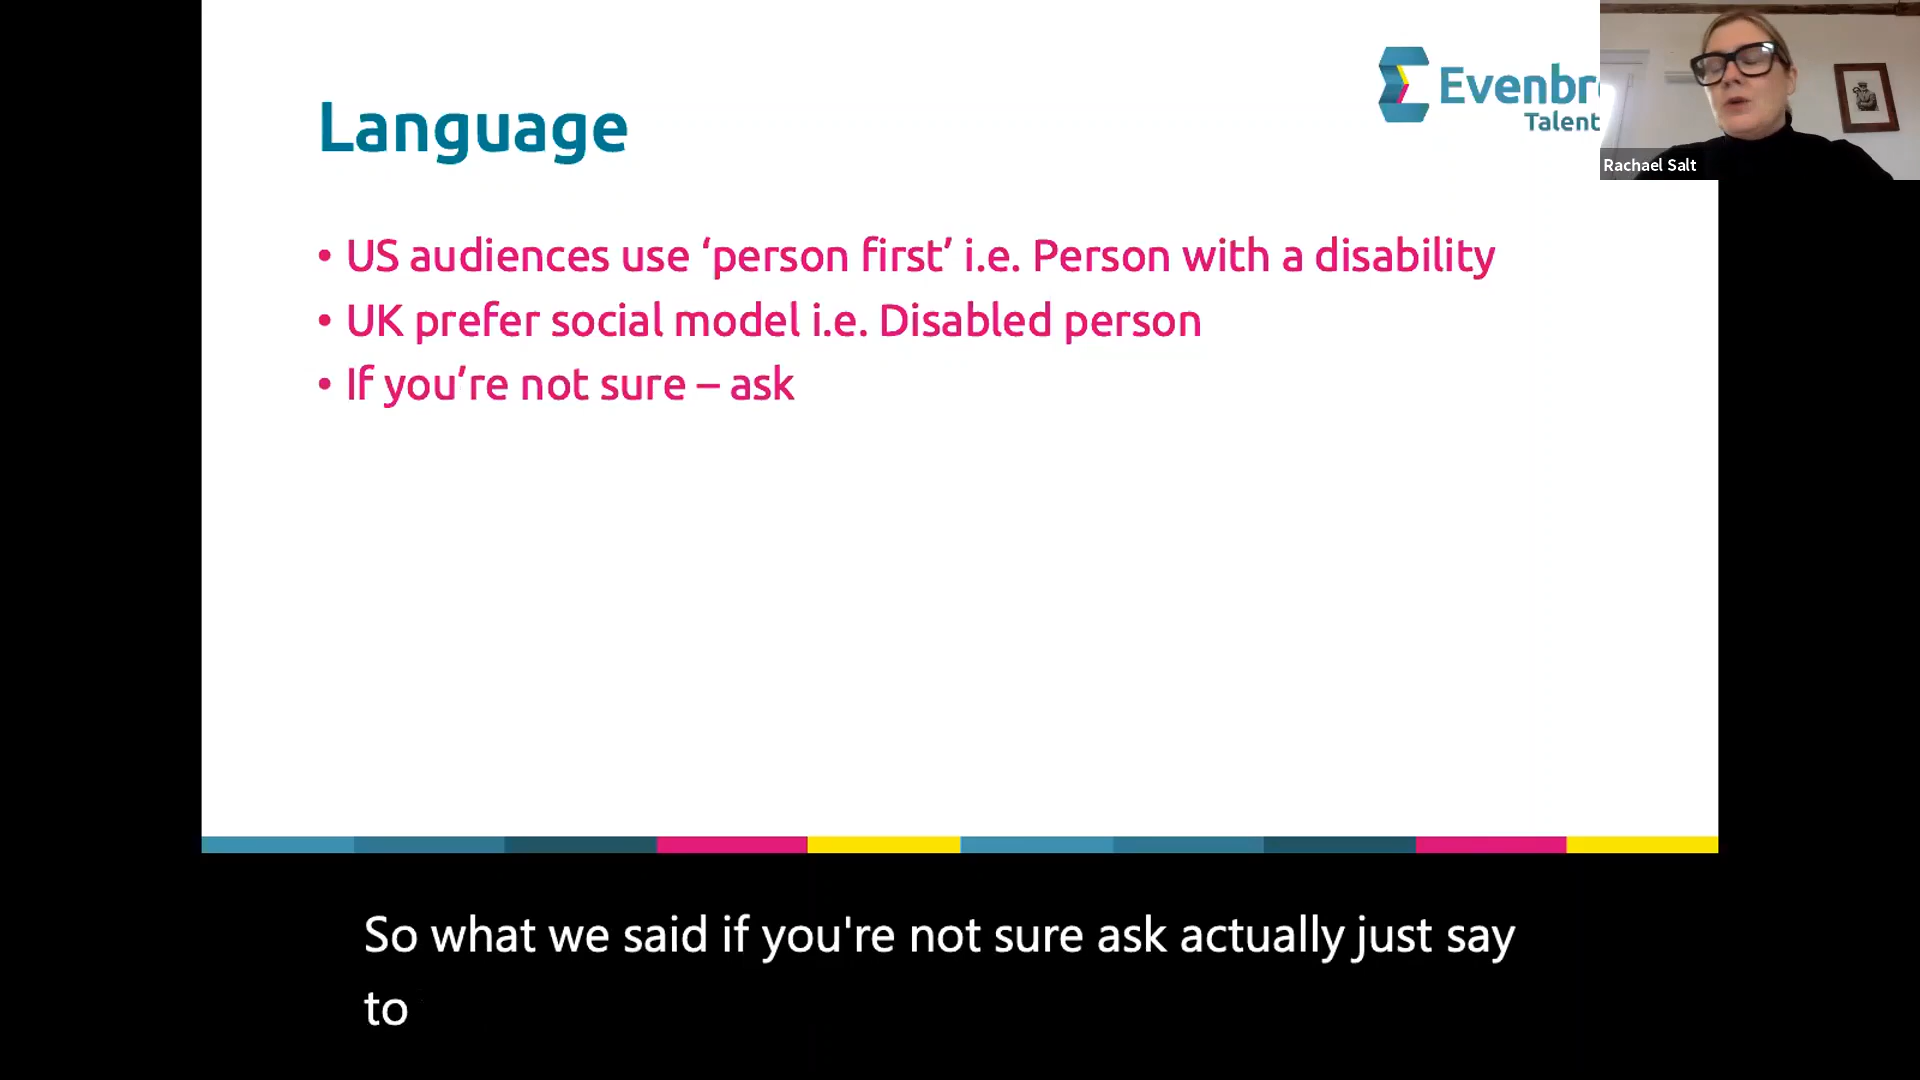 Language
Evenbr
Talent
Rachael Salt
• US audiences use ‘person first’ i.e. Person with a disability
• UK prefer social model i.e. Disabled person
• If you’re not sure – ask
So what we said if you're not sure ask actually just say
to